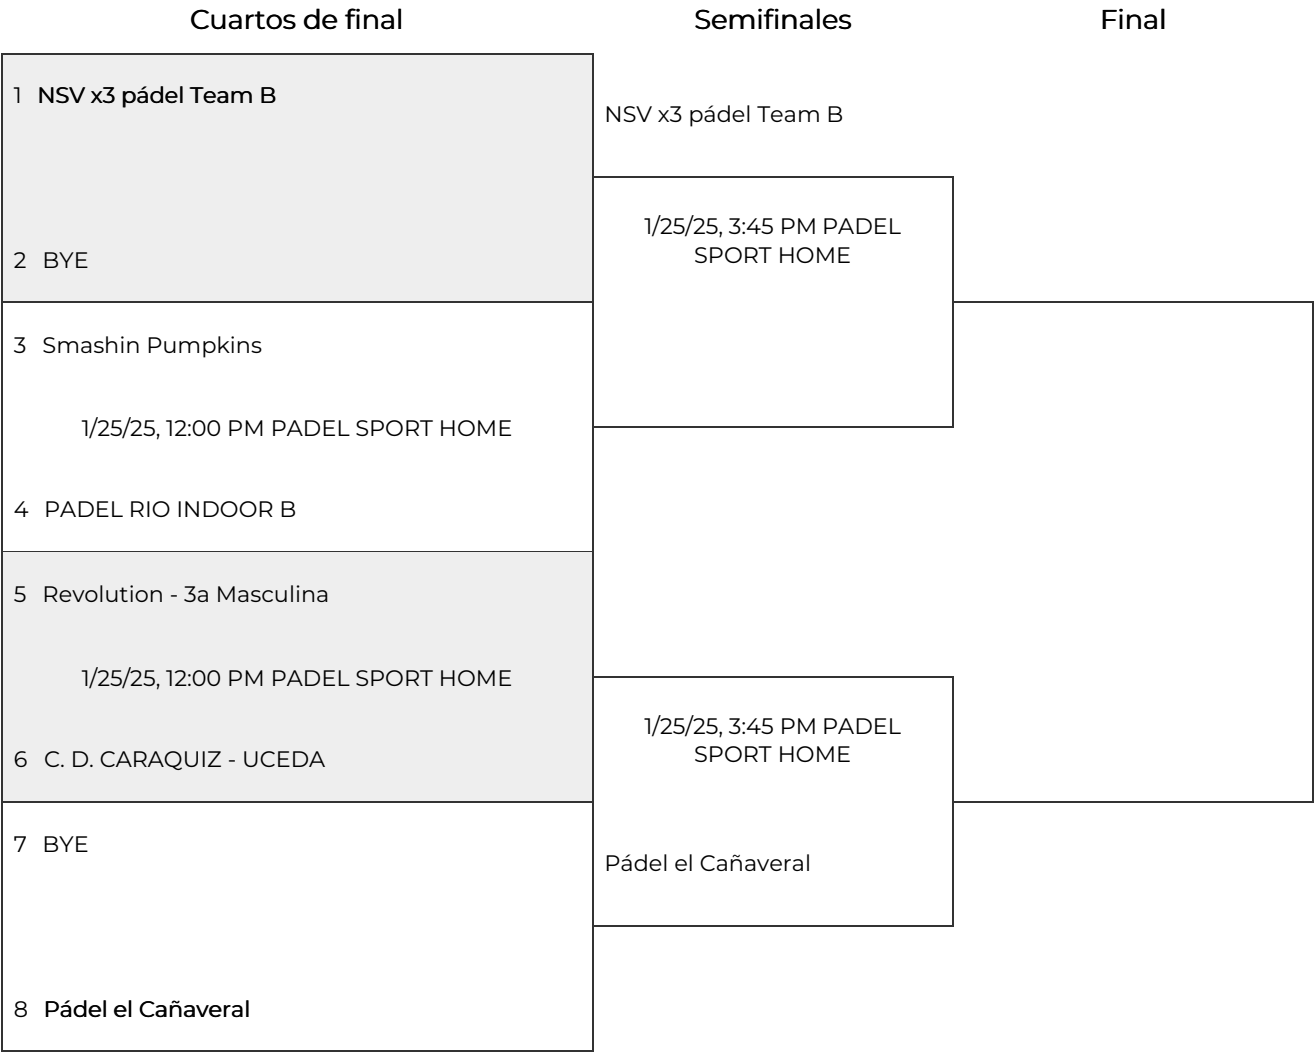 Cuartos de final
Semifinales
Final
1 NSV x3 pádel Team B
2 BYE
3 Smashin Pumpkins
1/25/25, 12:00 PM PADEL SPORT HOME
4 PADEL RIO INDOOR B
5 Revolution - 3a Masculina
1/25/25, 12:00 PM PADEL SPORT HOME
6 C. D. CARAQUIZ - UCEDA
7 BYE
8 Pádel el Cañaveral
NSV x3 pádel Team B
1/25/25, 3:45 PM PADEL
SPORT HOME
1/25/25, 3:45 PM PADEL
SPORT HOME
Pádel el Cañaveral